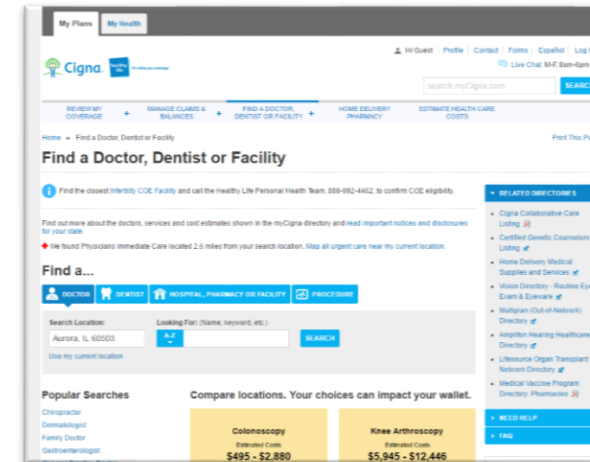 My Plans My Health
Hi Guest Profile Contact Forms Español Log
Live Chat: M-F, 8am-6pm
Cigna.
search myCigna.com SEARC
REVIEW MY COVERAGE + MANAGE CLAIMS & BALANCES + FIND A DOCTOR, DENTIST OR FACILITY + HOME DELIVERY PHARMACY ESTIMATE HEALTH CARE COSTS
Home Find a Doctor, Dentist or Facility Print This Pa
Find a Doctor, Dentist or Facility
Find the closest Infertility COE Facility and call the Healthy Life Personal Health Team, 888-992-4462, to confirm COE eligibility.
Find out more about the doctors, services and cost estimates shown in the myCigna directory and read important notices and disclosures
for your state
We found Physicians Immediate Care located 2.6 miles from your search location. Map all urgent care near my current location.
Find a...
DOCTOR DENTIST HOSPITAL, PHARMACY OR FACILITY PROCEDURE
Search Location: Looking For: (Name, keyword, etc.)
Aurora, IL 60503 A-Z SEARCH
Use my current location
Popular Searches
Chiropractor
Dermatologist
Family Doctor
Gastroenterologist
Compare locations. Your choices can impact your wallet.
Colonoscopy
Estimated Costs
$495 - $2,880
Knee Arthroscopy
Estimated Costs
$5,945 - $12,446
RELATED DIRECTORIES
Cigna Collaborative Care
Listing
Certified Genetic Counselors
Listing
Home Delivery Medical
Supplies and Services
Vision Directory - Routine Ey
Exam & Eyewear
Multiplan (Out-of-Network)
Directory
Amplifon Hearing Healthcare
Directory
Lifesource Organ Transplant
Network Directory
Medical Vaccine Program
Directory: Pharmacies
NEED HELP
FAQ